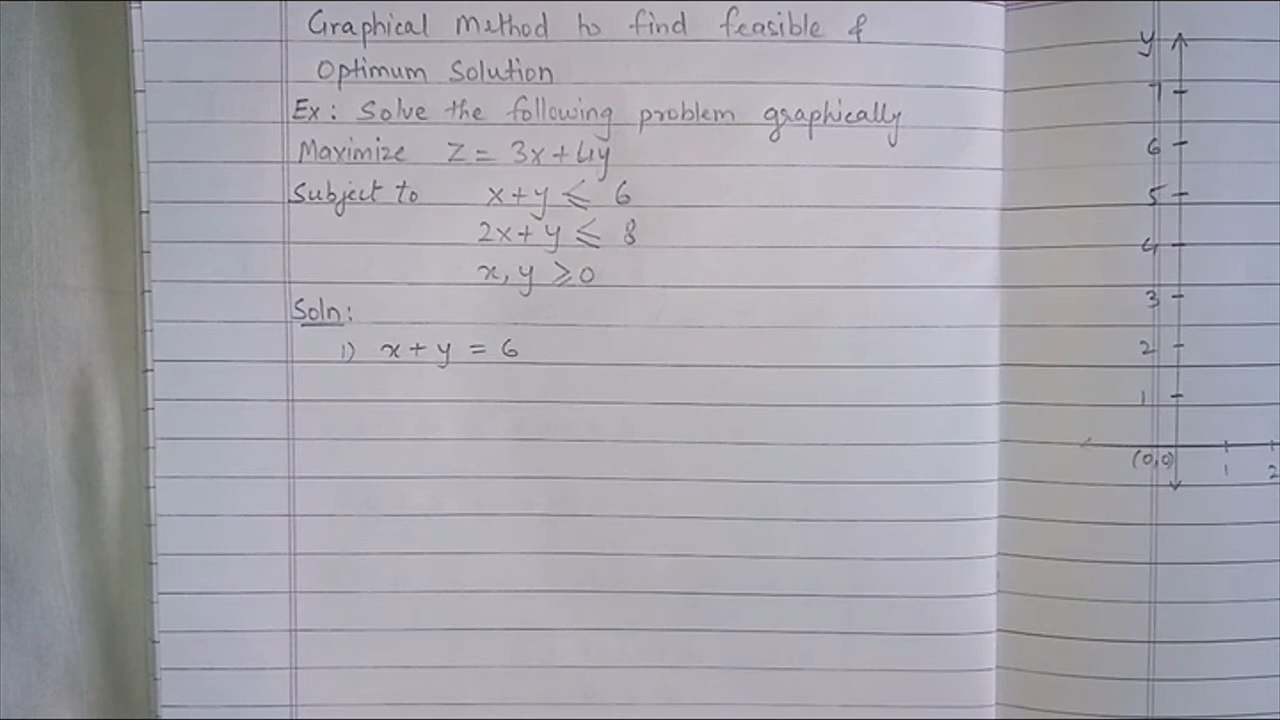 Graphical Method to find feasible &
Optimum Solution
Ex: Solve the following problem graphically
Maximize Z = 3x+4y
Subject to x+y ⩽ 6
2x+y ⩽ 8
x, y ⩾ 0
Soln:
1) x + y = 6
y
7
6
5
4
3
2
1
(0,0) 1 2